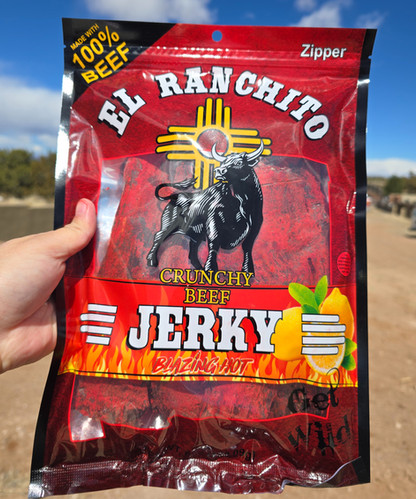 MADE WITH
100%
BEEF
Zipper
EL RANCHITO
CRUNCHY
BEEF
JERKY
BLAZING HOT
Get
Wild